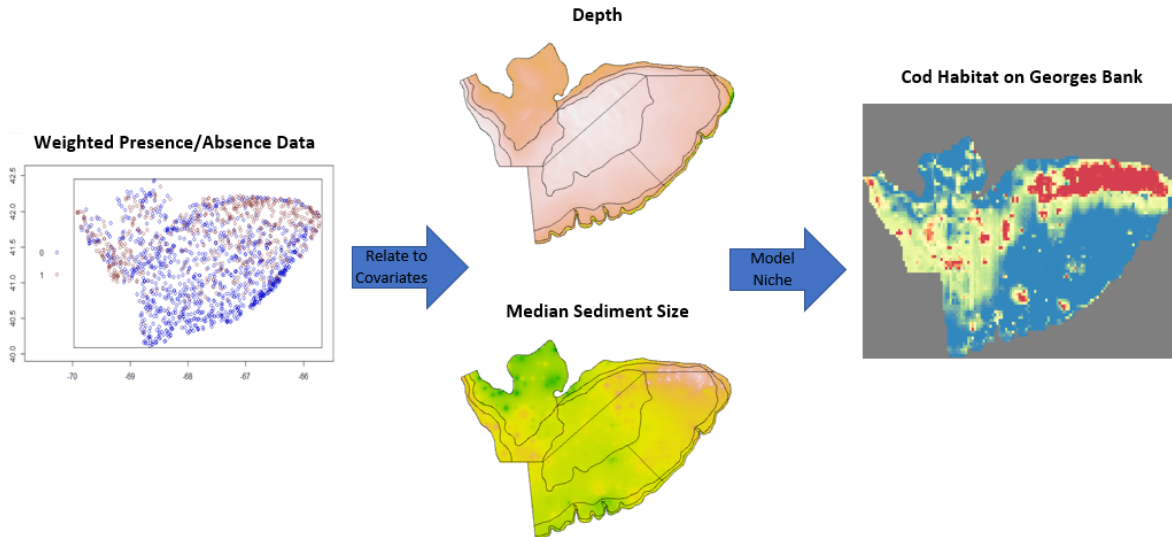 Depth
Cod Habitat on Georges Bank
Weighted Presence/Absence Data
42.5
42.0
41.5
41.0
40.5
40.0
0
1
-70
-69
-68
-67
-66
Relate to
Covariates
Model
Niche
Median Sediment Size